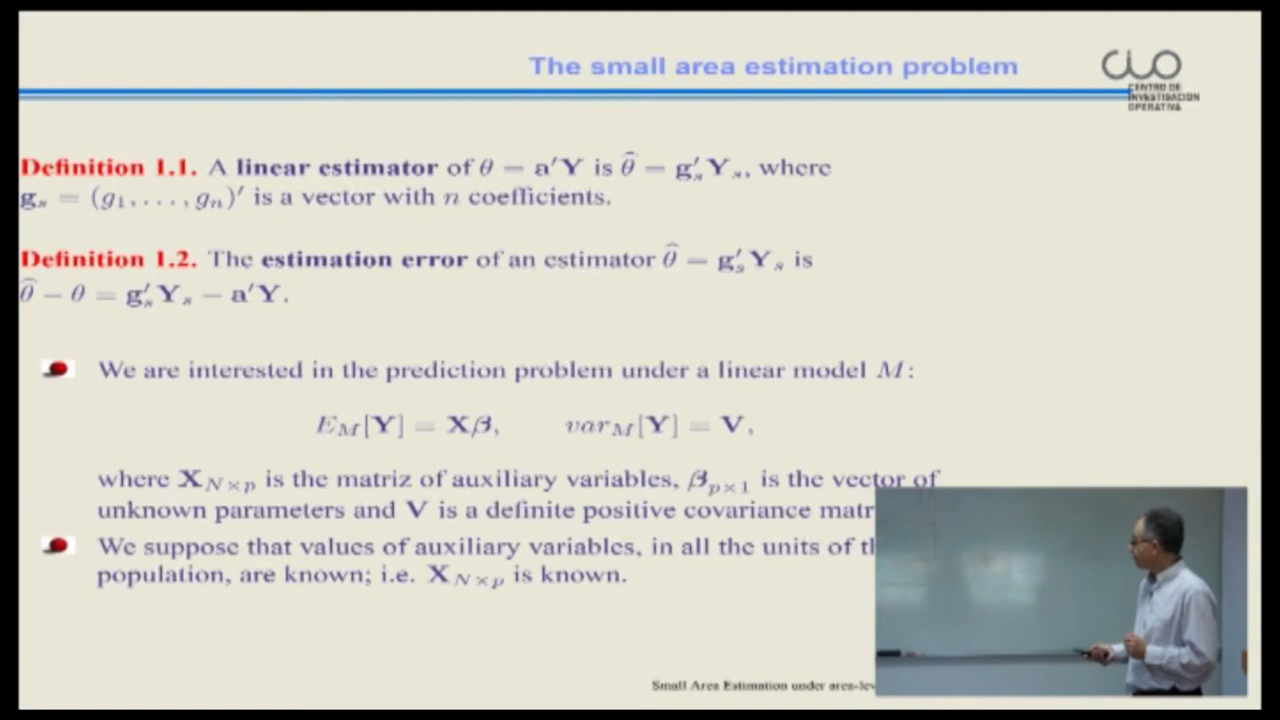 The small area estimation problem
CIO
CENTRO DE
INVESTIGACION
OPERATIVA
Definition 1.1. A linear estimator of θ = a′Y is θ̂ = g′ₛYₛ, where
gₛ = (g₁, . . . , gₙ)′ is a vector with n coefficients.
Definition 1.2. The estimation error of an estimator θ̂ = g′ₛYₛ is
θ̂ − θ = g′ₛYₛ − a′Y.
We are interested in the prediction problem under a linear model M:
E_M[Y] = Xβ, var_M[Y] = V,
where X_{N×p} is the matriz of auxiliary variables, β_{p×1} is the vector of
unknown parameters and V is a definite positive covariance matr
We suppose that values of auxiliary variables, in all the units of t
population, are known; i.e. X_{N×p} is known.
Small Area Estimation under area-lev